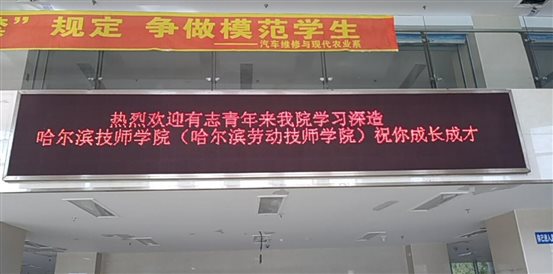 ” 规定 争做模范学生
——汽车维修与现代农业系
热烈欢迎有志青年来我院学习深造
哈尔滨技师学院（哈尔滨劳动技师学院）祝你成长成才